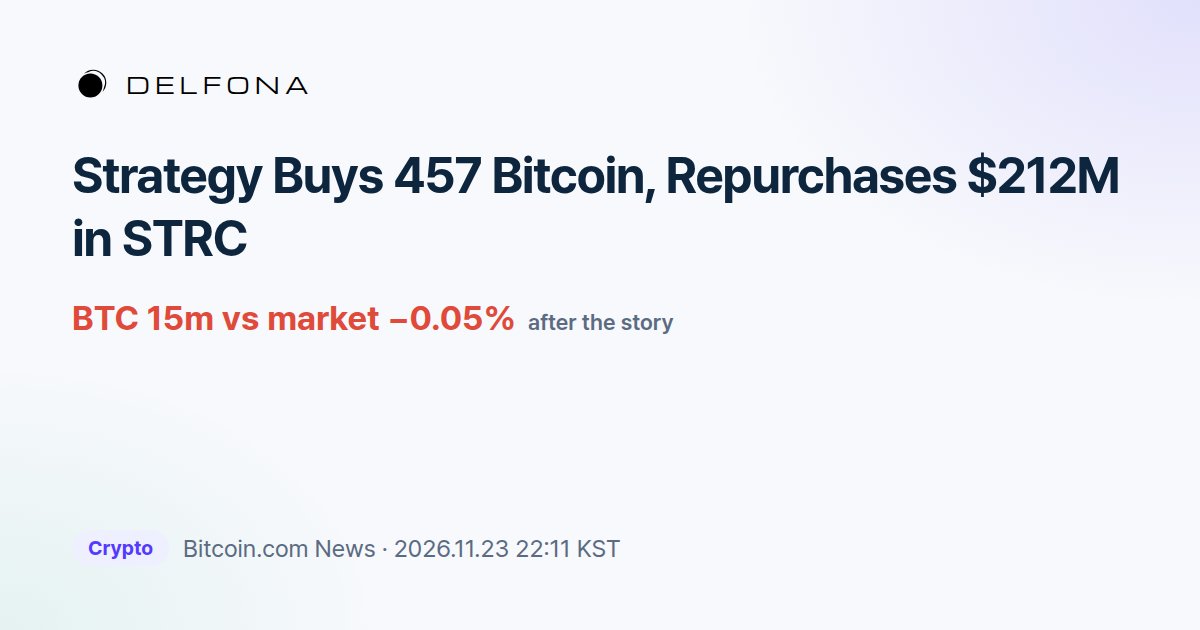 DELFONA
Strategy Buys 457 Bitcoin, Repurchases $212M
in STRC
BTC 15m vs market −0.05% after the story
Crypto Bitcoin.com News · 2026.11.23 22:11 KST